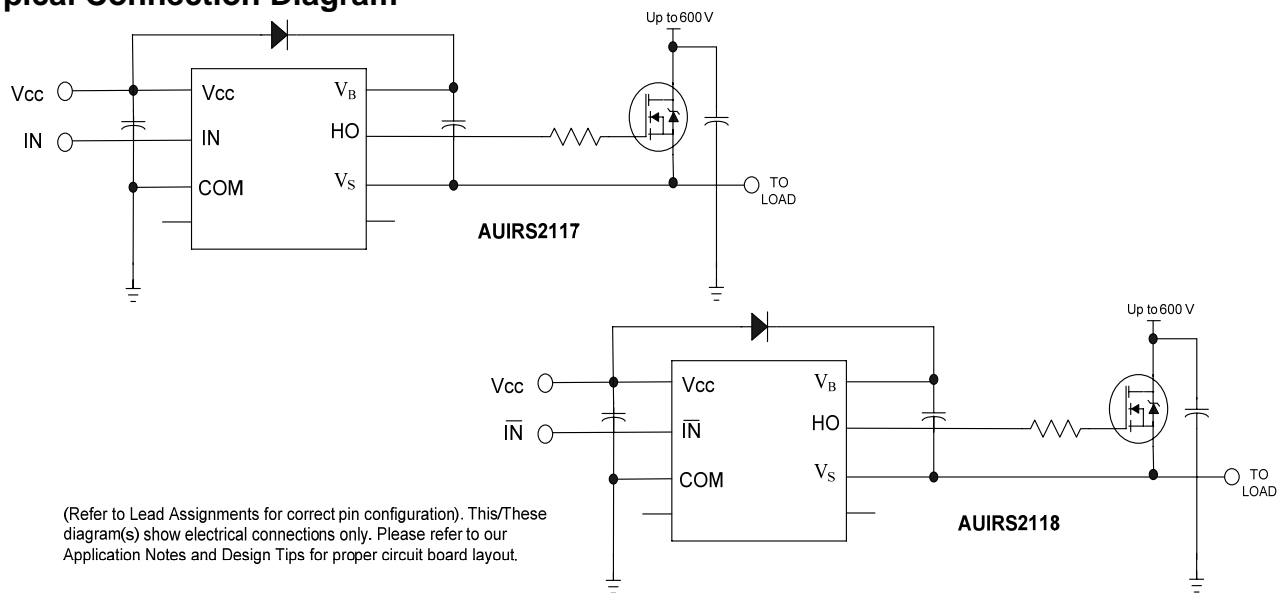 Connection Diagram
Up to 600 V
Vcc
Vcc
VB
IN
IN
HO
COM
VS
TO
LOAD
AUIRS2117
Up to 600 V
Vcc
Vcc
VB
I̅N̅
I̅N̅
HO
COM
VS
TO
LOAD
AUIRS2118
(Refer to Lead Assignments for correct pin configuration). This/These
diagram(s) show electrical connections only. Please refer to our
Application Notes and Design Tips for proper circuit board layout.